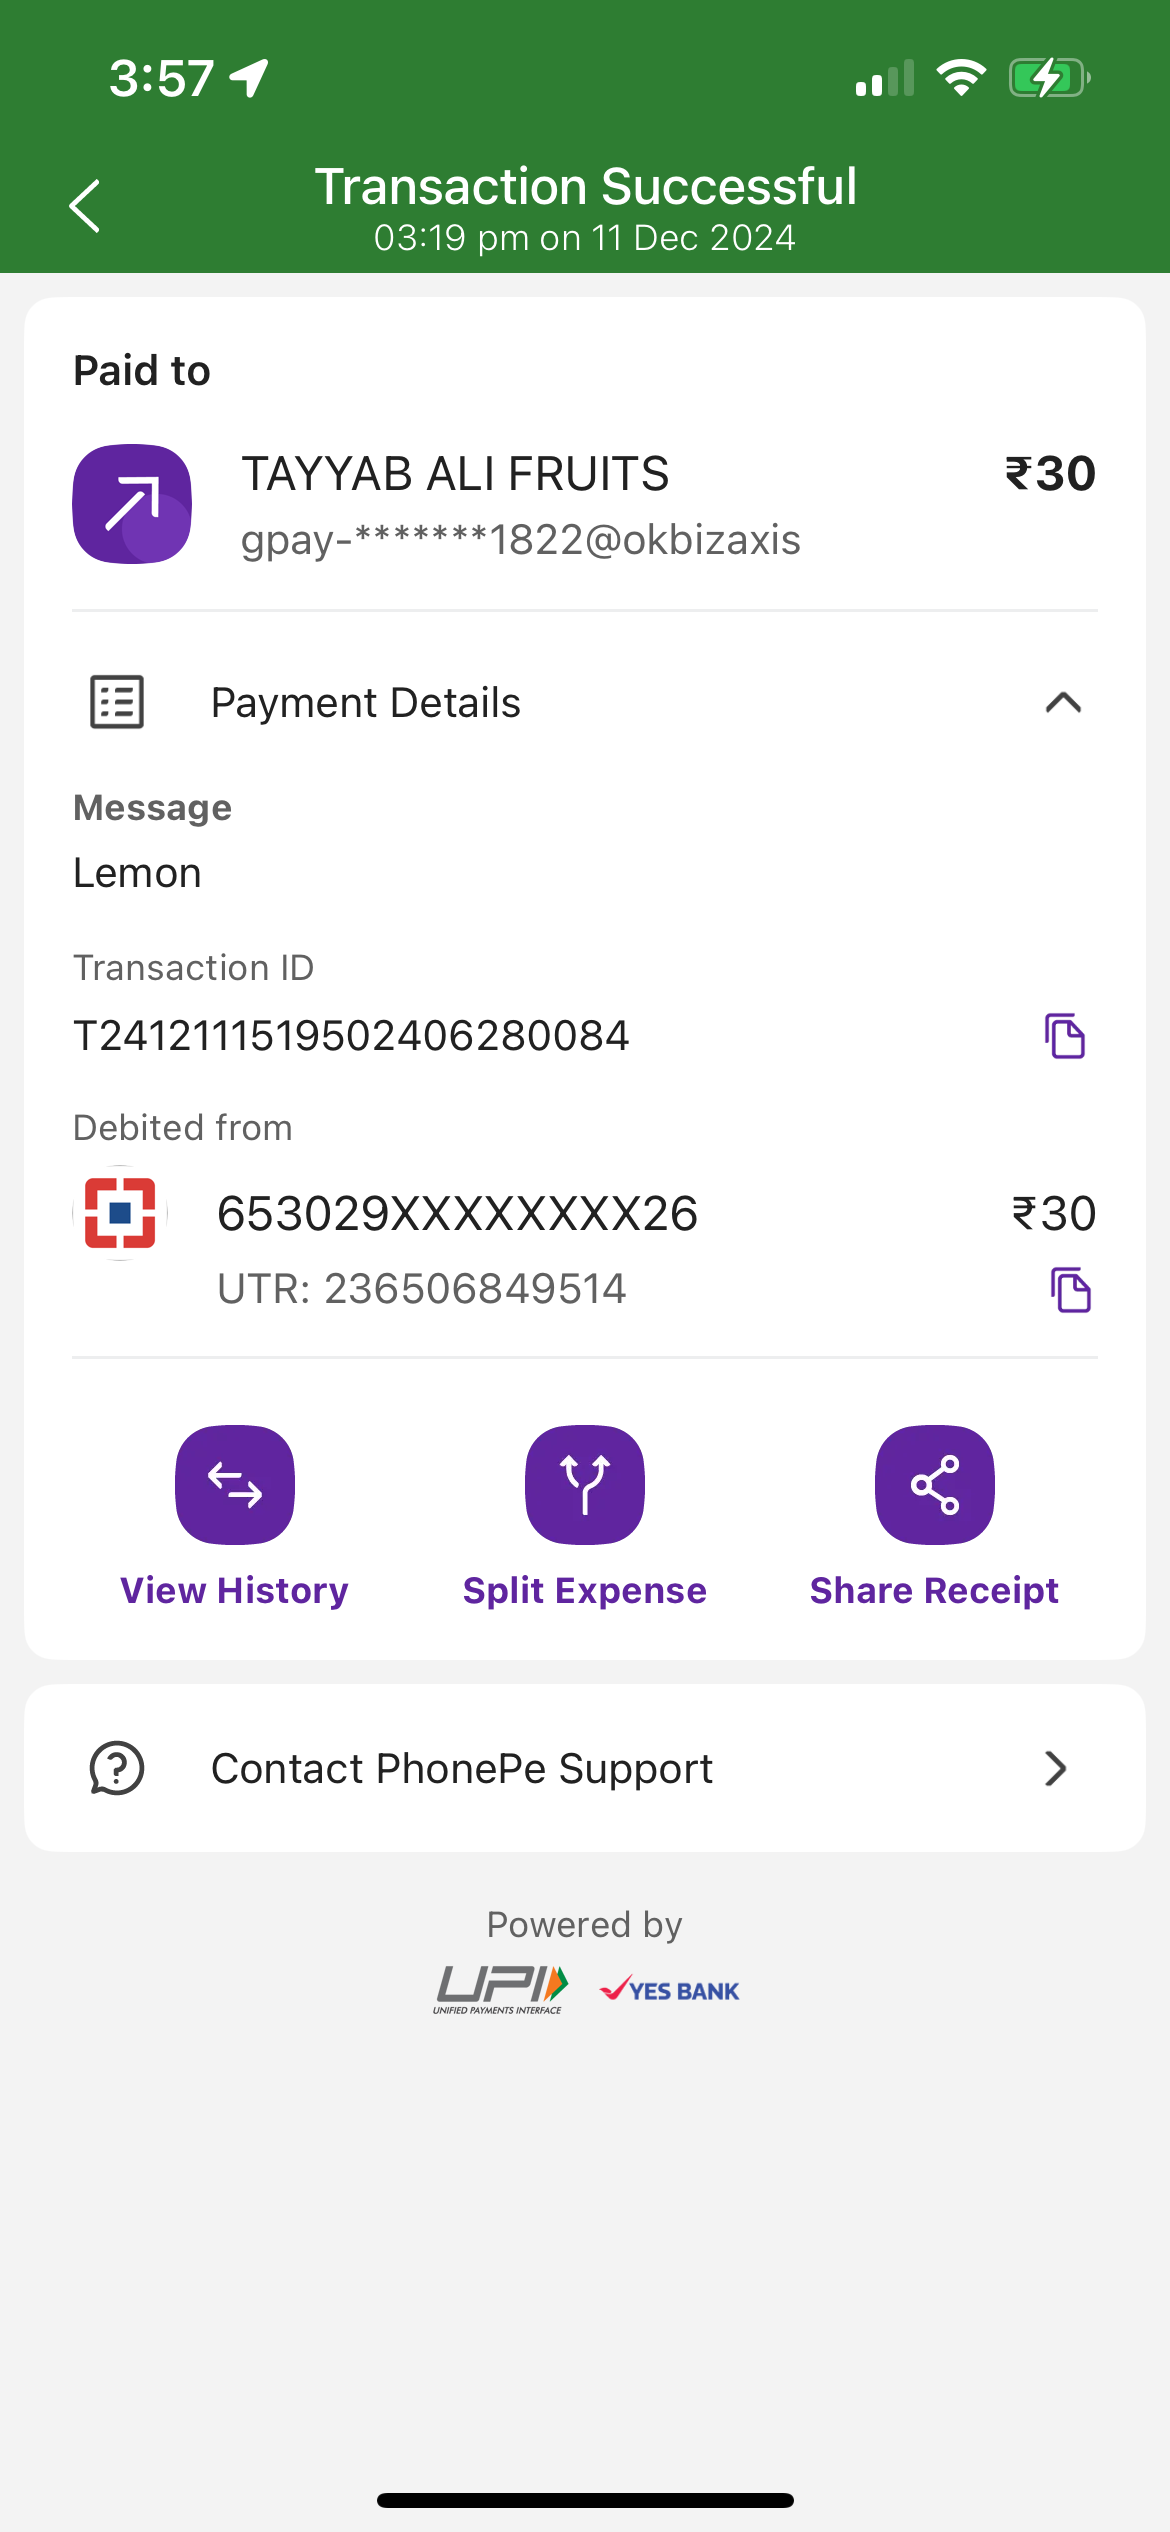 3:57
Transaction Successful
03:19 pm on 11 Dec 2024
Paid to
TAYYAB ALI FRUITS
₹30
gpay-*******1822@okbizaxis
Payment Details
Message
Lemon
Transaction ID
T2412111519502406280084
Debited from
653029XXXXXXXX26
₹30
UTR: 236506849514
View History
Split Expense
Share Receipt
Contact PhonePe Support
Powered by
UPI
UNIFIED PAYMENTS INTERFACE
YES BANK